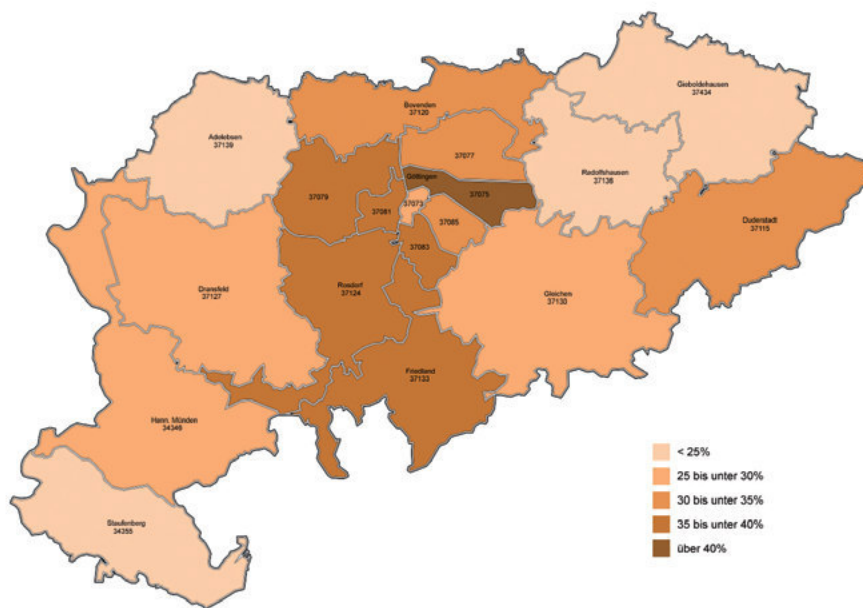 Gieboldehausen
37434
Bovenden
37120
Adelebsen
37139
37077
Radolfshausen
37136
Göttingen
37079
37075
37081
37073
Duderstadt
37115
37085
37083
Dransfeld
37127
Rosdorf
37124
Gleichen
37130
Friedland
37133
Hann. Münden
34346
Staufenberg
34355
< 25%
25 bis unter 30%
30 bis unter 35%
35 bis unter 40%
über 40%